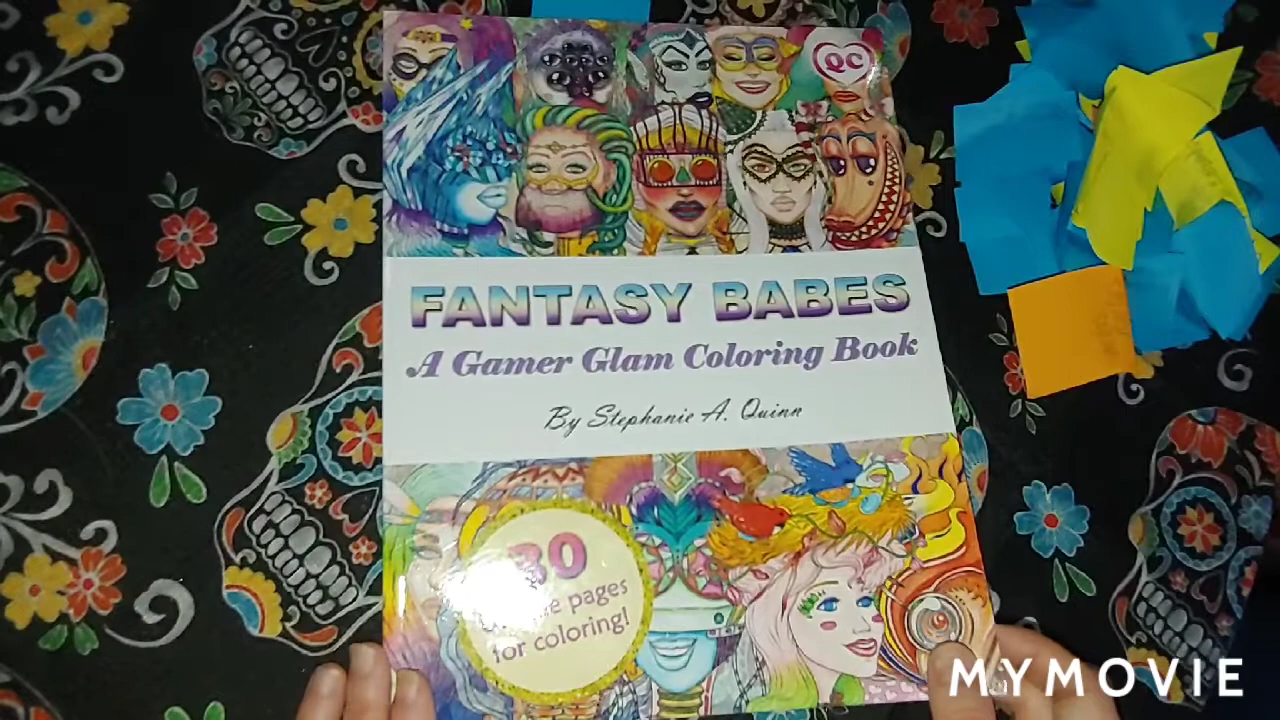 QC
FANTASY BABES
A Gamer Glam Coloring Book
By Stephanie A. Quinn
30
pages
for coloring!
MYMOVIE